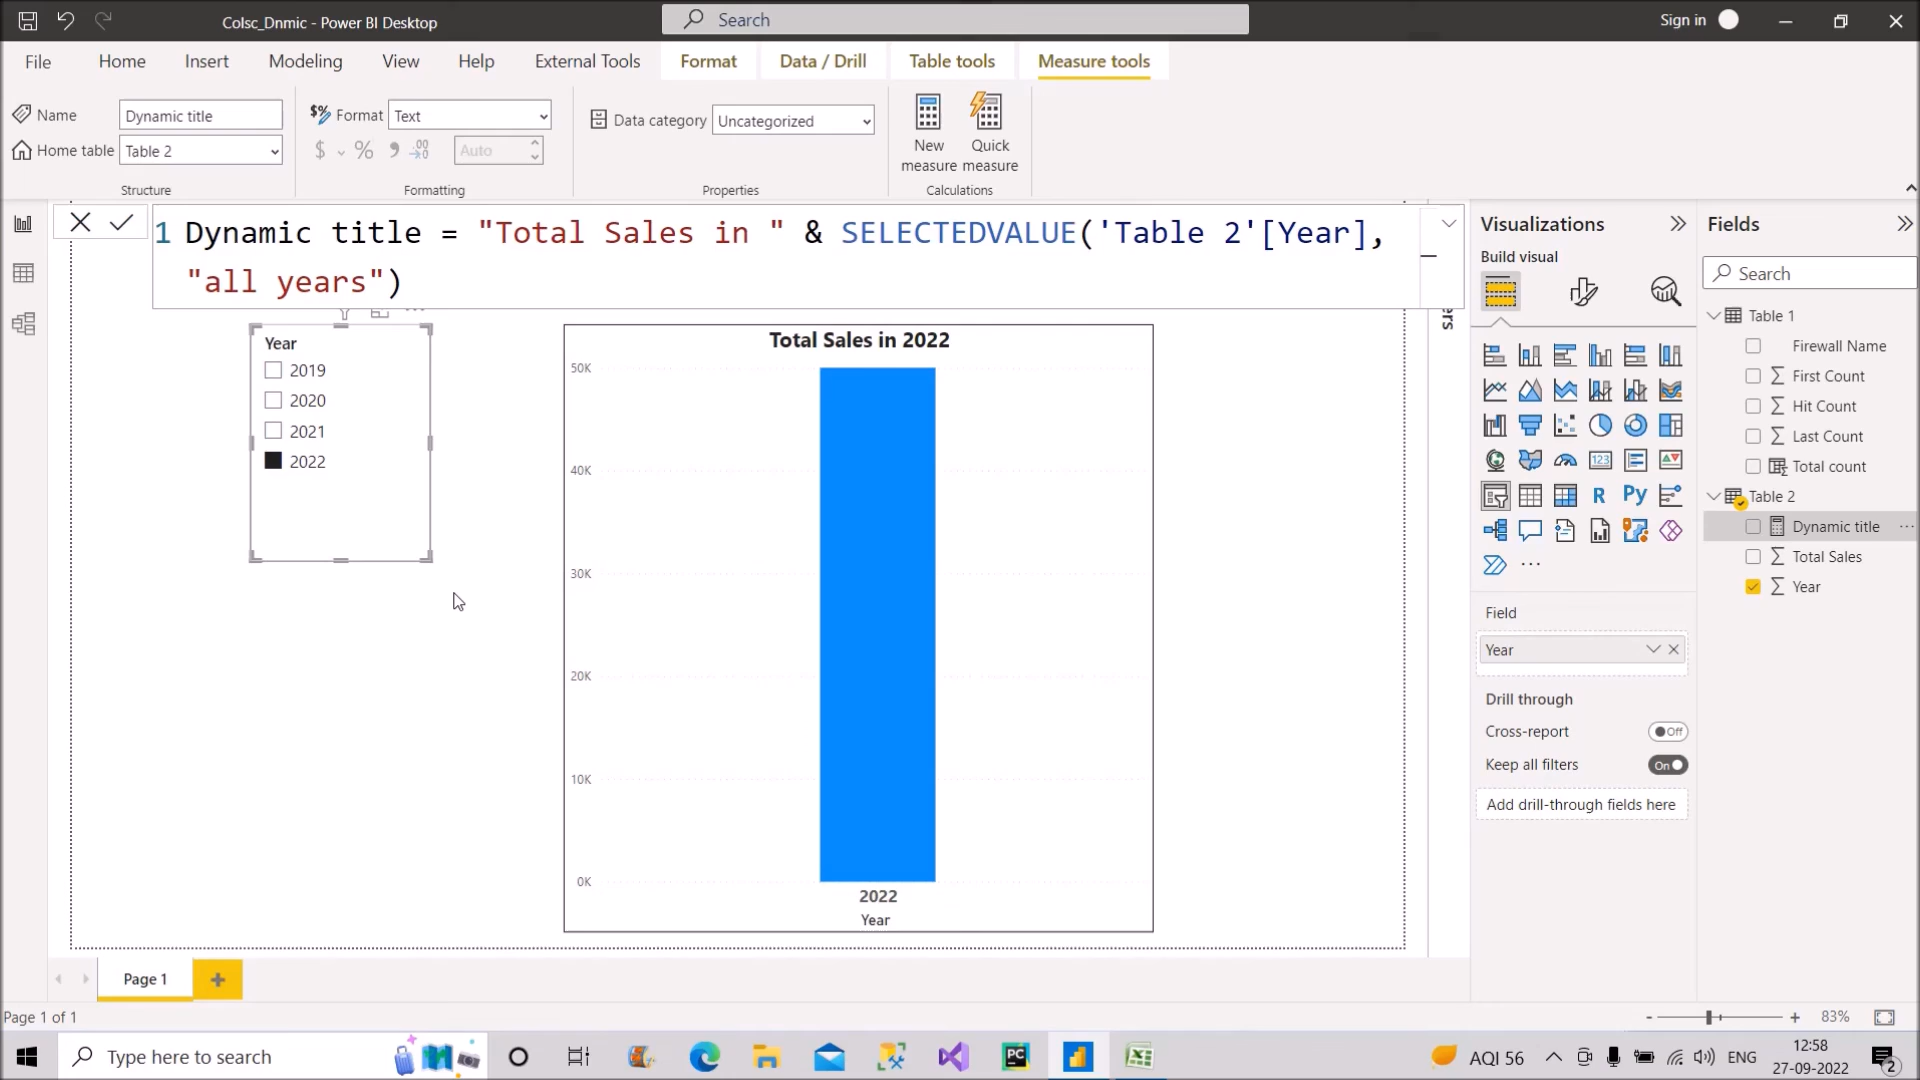 Colsc_Dnmic - Power BI Desktop
Search
Sign in
File Home Insert Modeling View Help External Tools Format Data / Drill Table tools Measure tools
Name Dynamic title
Home table Table 2
Structure
Format Text
$ % 9 .00 Auto
Formatting
Data category Uncategorized
Properties
New measure
Quick measure
Calculations
1 Dynamic title = "Total Sales in " & SELECTEDVALUE('Table 2'[Year],
"all years")
Year
2019
2020
2021
2022
Total Sales in 2022
50K
40K
30K
20K
10K
0K
2022
Year
Visualizations
Build visual
123
R Py
Field
Year
Drill through
Cross-report Off
Keep all filters On
Add drill-through fields here
Fields
Search
Table 1
Firewall Name
First Count
Hit Count
Last Count
Total count
Table 2
Dynamic title
Total Sales
Year
Page 1
Page 1 of 1
83%
Type here to search
PC
AQI 56
ENG
12:58
27-09-2022
2